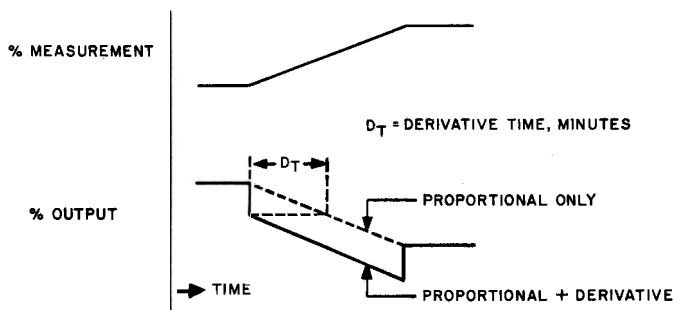 % MEASUREMENT
DT = DERIVATIVE TIME, MINUTES
DT
% OUTPUT
PROPORTIONAL ONLY
TIME
PROPORTIONAL + DERIVATIVE